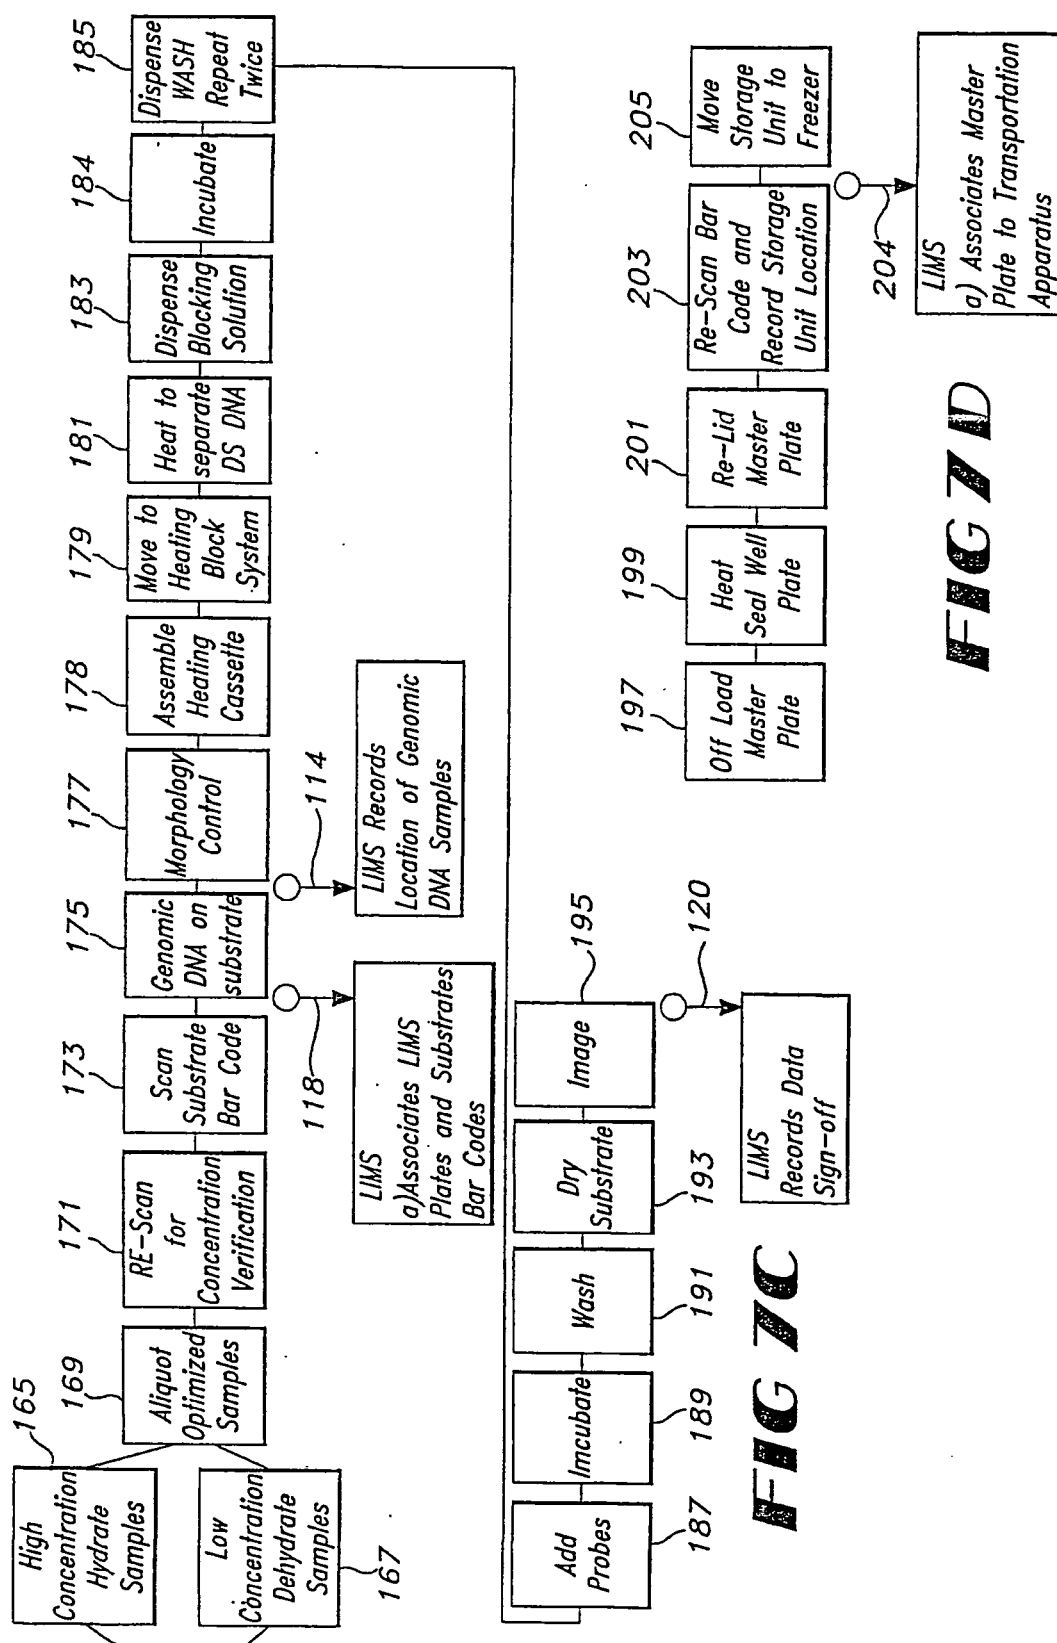 165
High
Concentration
Hydrate
Samples
Low
Concentration
Dehydrate
Samples
167
169
Aliquot
Optimized
Samples
171
RE-Scan
for
Concentration
Verification
173
Scan
Substrate
Bar Code
175
Genomic
DNA on
substrate
177
Morphology
Control
178
Assemble
Heating
Cassette
179
Move to
Heating
Block
System
181
Heat to
separate
DS DNA
183
Dispense
Blocking
Solution
184
Incubate
185
Dispense
WASH
Repeat
Twice
118
LIMS
a)Associates LIMS
Plates and Substrates
Bar Codes
114
LIMS Records
Location of Genomic
DNA Samples
Add
Probes
187
Imcubate
189
Wash
191
Dry
Substrate
193
Image
195
120
LIMS
Records Data
Sign-off
FIG 7C
197
Off Load
Master
Plate
199
Heat
Seal Well
Plate
201
Re-Lid
Master
Plate
203
Re-Scan Bar
Code and
Record Storage
Unit Location
205
Move
Storage
Unit to
Freezer
204
LIMS
a) Associates Master
Plate to Transportation
Apparatus
FIG 7D